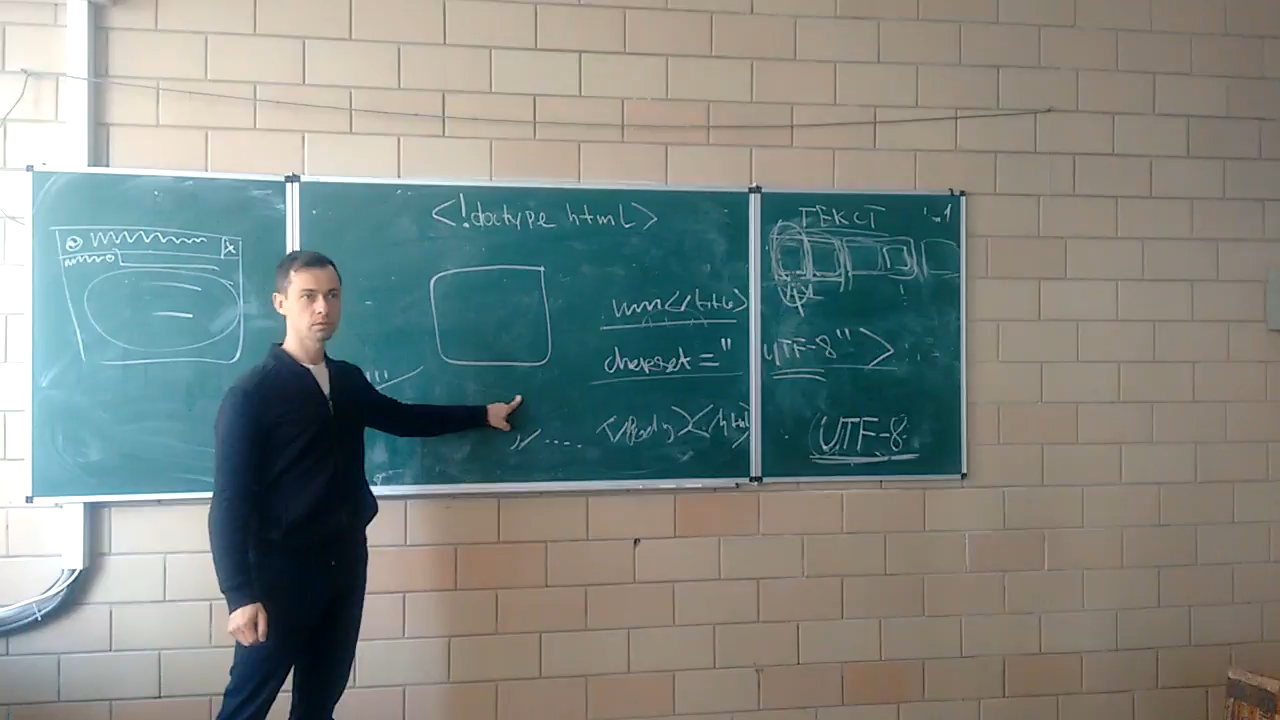 <!doctype html>
</title>
charset="UTF-8">
</body></html>
ТЕКСТ
UTF-8